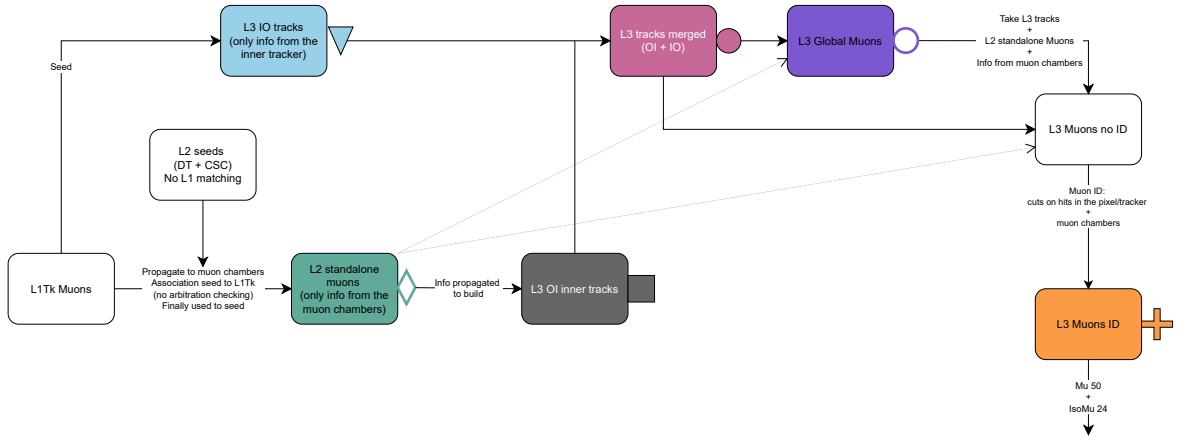 L3 IO tracks
(only info from the
inner tracker)
L3 tracks merged
(OI + IO)
L3 Global Muons
Take L3 tracks
+
L2 standalone Muons
+
Info from muon chambers
Seed
L2 seeds
(DT + CSC)
No L1 matching
L3 Muons no ID
Muon ID:
cuts on hits in the pixel/tracker
+
muon chambers
L1Tk Muons
Propagate to muon chambers
Association seed to L1Tk
(no arbitration checking)
Finally used to seed
L2 standalone
muons
(only info from the
muon chambers)
Info propagated
to build
L3 OI inner tracks
L3 Muons ID
Mu 50
+
IsoMu 24